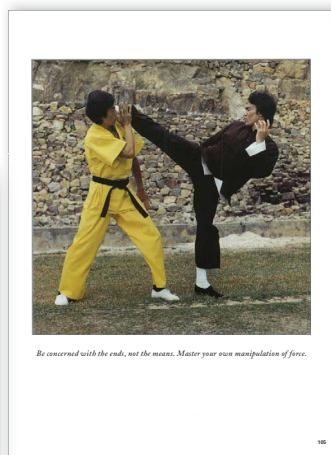 Be concerned with the ends, not the means. Master your own manipulation of force.
105